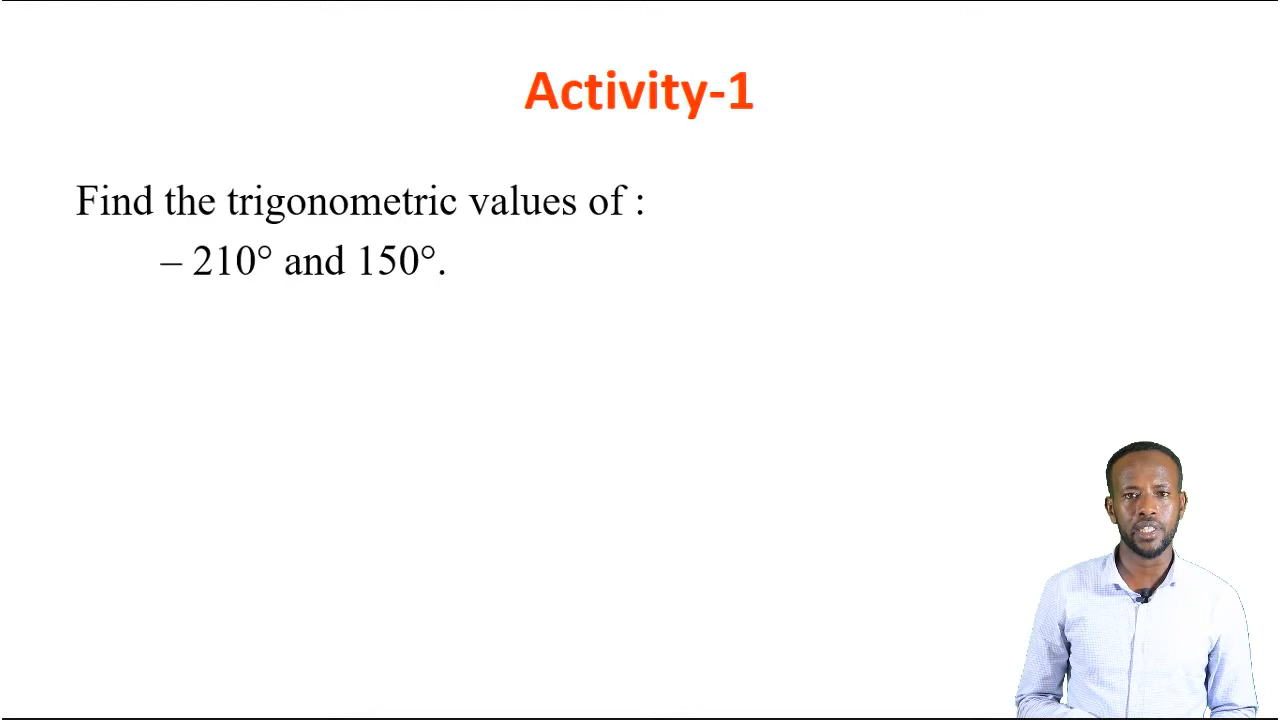 Activity-1
Find the trigonometric values of :
– 210° and 150°.